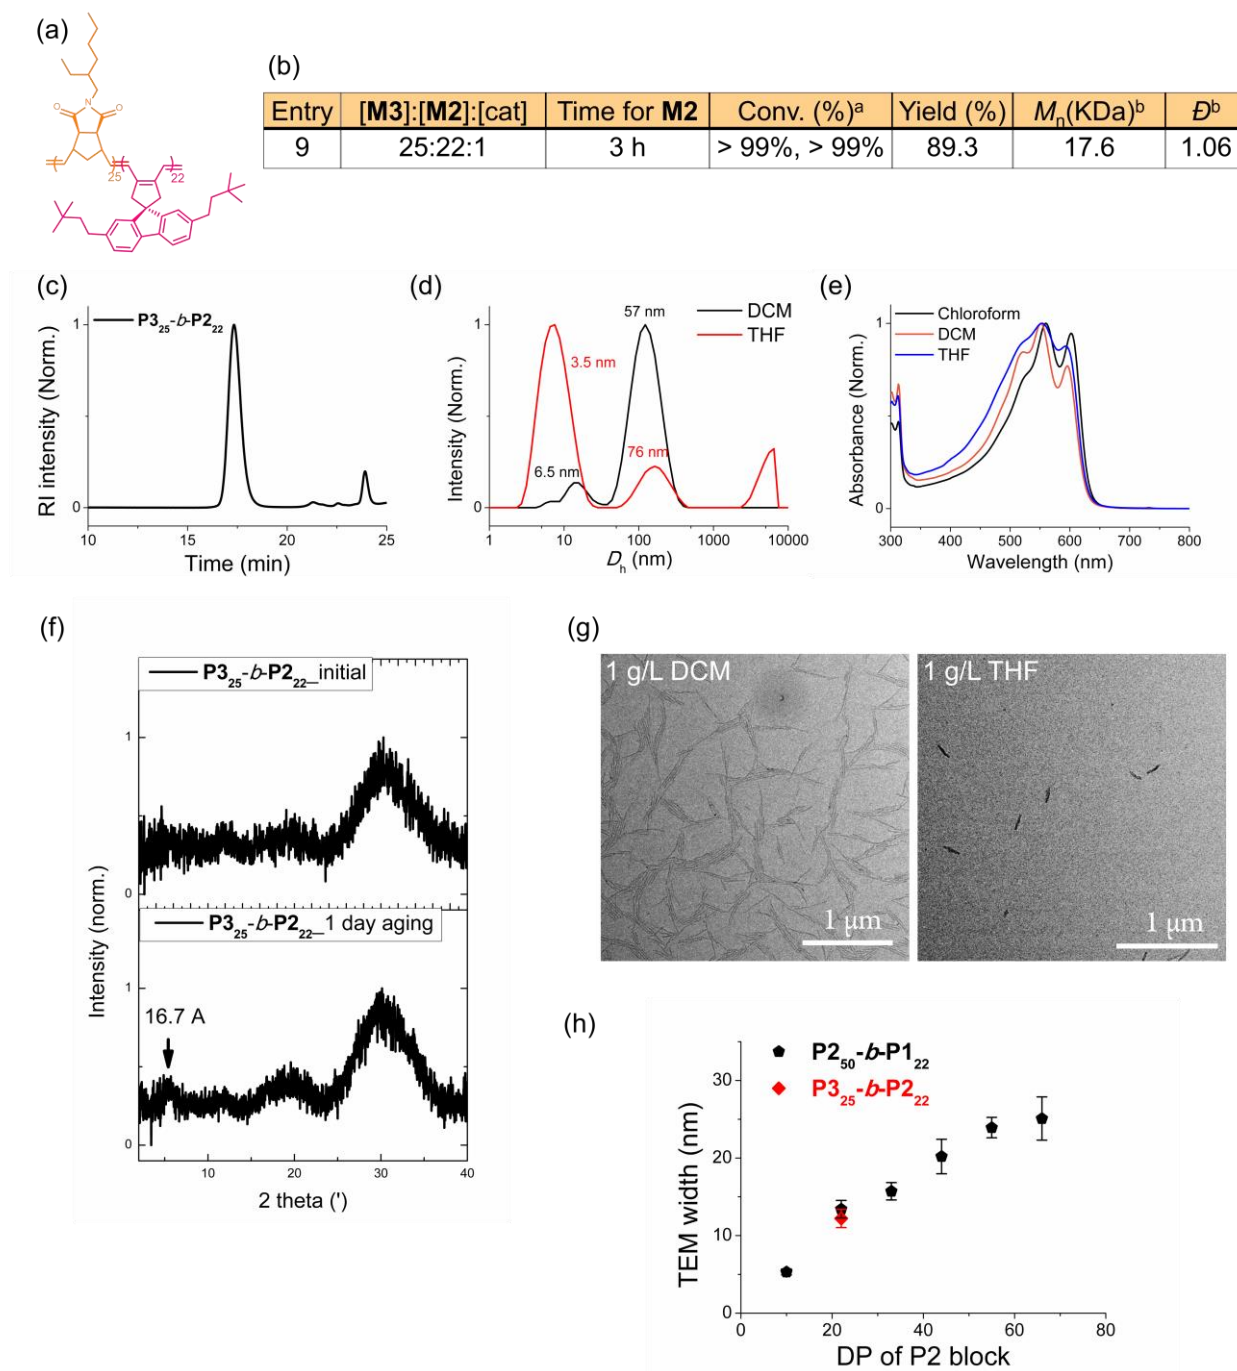 (a)
N
O
O
25
22
(b)
Entry [M3]:[M2]:[cat] Time for M2 Conv. (%)ᵃ Yield (%) Mₙ(KDa)ᵇ Đᵇ
9 25:22:1 3 h > 99%, > 99% 89.3 17.6 1.06
(c)
P3₂₅-b-P2₂₂
RI intensity (Norm.)
1
0
10 15 20 25
Time (min)
(d)
57 nm
DCM
THF
3.5 nm
6.5 nm
76 nm
Intensity (Norm.)
1
0
1 10 100 1000 10000
Dₕ (nm)
(e)
Chloroform
DCM
THF
Absorbance (Norm.)
1
0
300 400 500 600 700 800
Wavelength (nm)
(f)
P3₂₅-b-P2₂₂_initial
1
0
P3₂₅-b-P2₂₂_1 day aging
16.7 A
1
0
Intensity (norm.)
10 20 30 40
2 theta (')
(g)
1 g/L DCM
1 μm
1 g/L THF
1 μm
(h)
P2₅₀-b-P1₂₂
P3₂₅-b-P2₂₂
TEM width (nm)
30
20
10
0
0 20 40 60 80
DP of P2 block